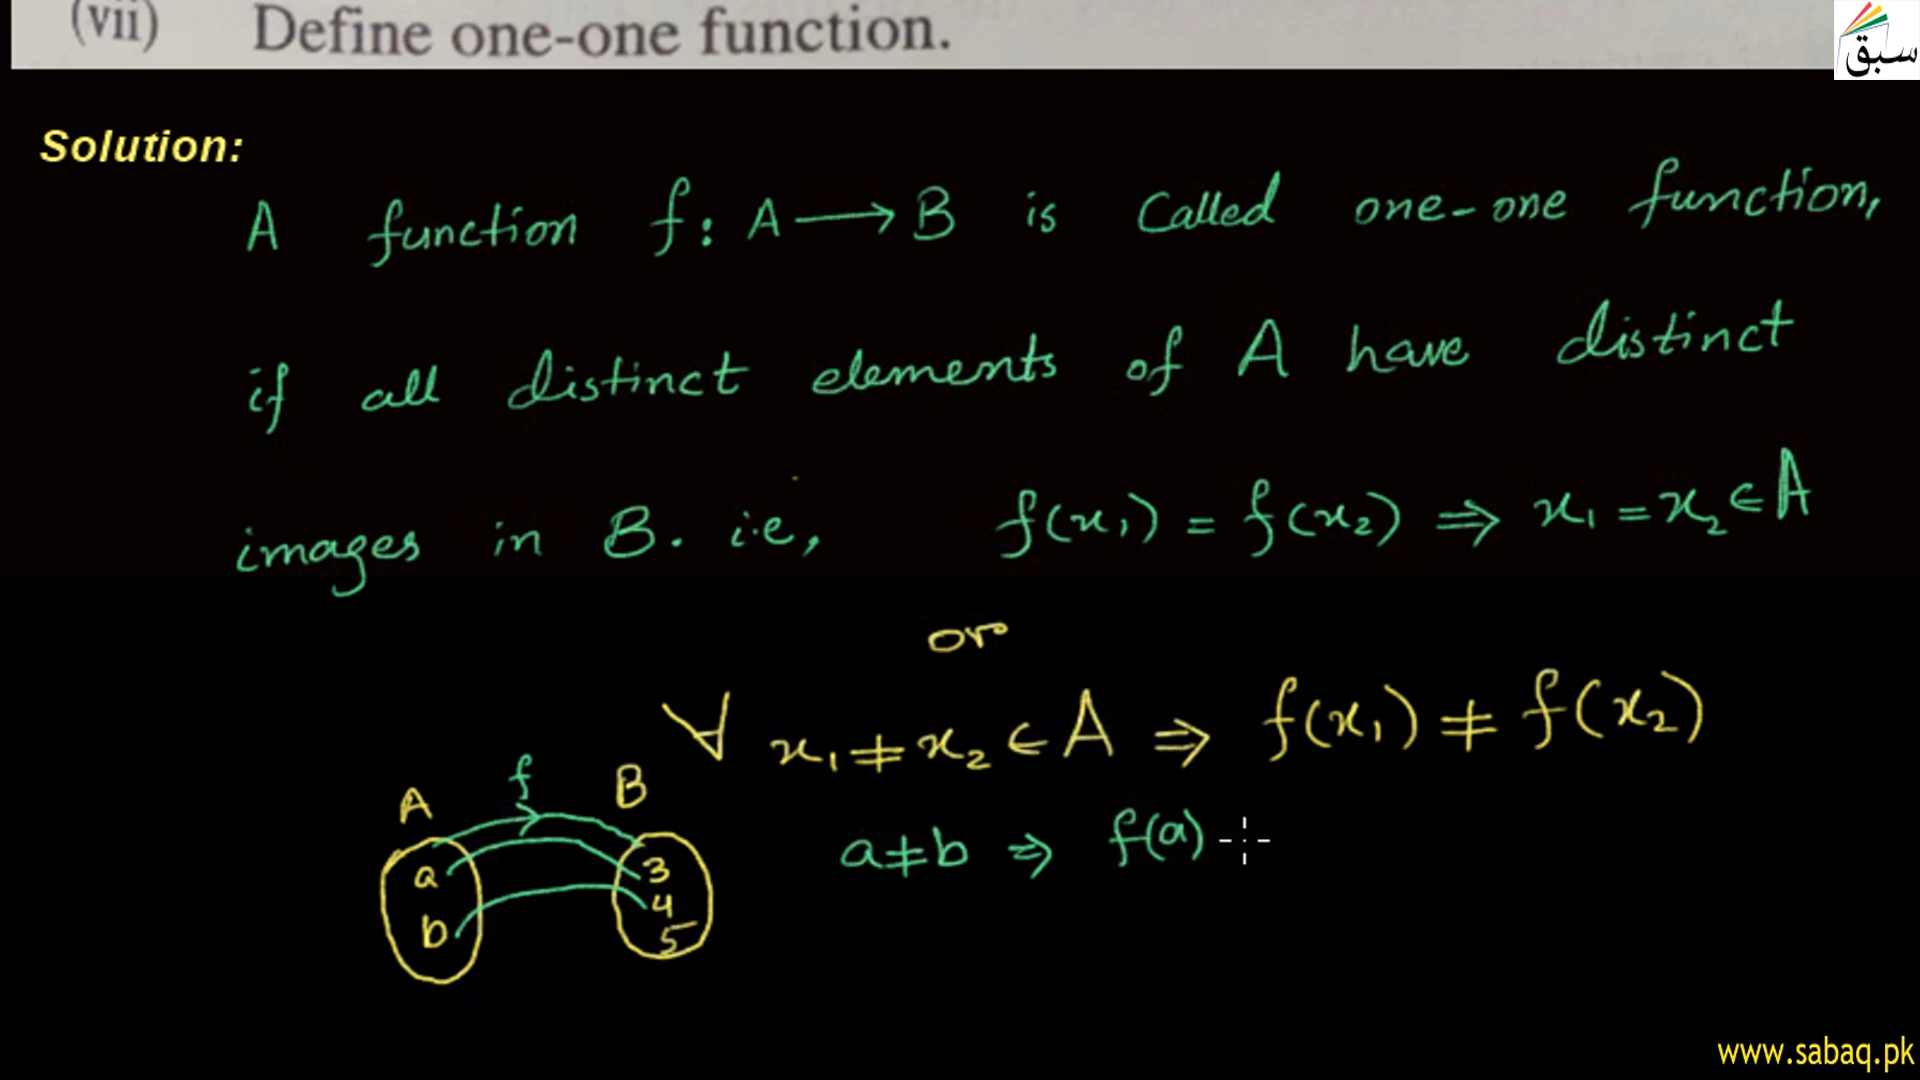 (vii) Define one-one function.
سبق
Solution:
A function f: A ⟶ B is called one-one function,
if all distinct elements of A have distinct
images in B. i.e, f(x₁) = f(x₂) ⇒ x₁ = x₂ ∈ A
or
∀ x₁ ≠ x₂ ∈ A ⇒ f(x₁) ≠ f(x₂)
A f B
a 3
b 4
5
a ≠ b ⇒ f(a)
www.sabaq.pk